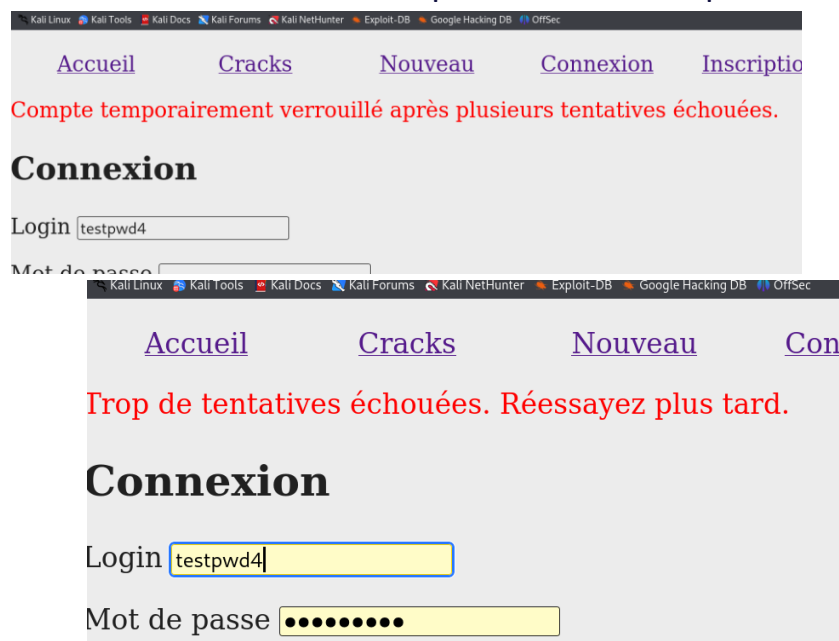 Kali Linux Kali Tools Kali Docs Kali Forums Kali NetHunter Exploit-DB Google Hacking DB OffSec
Accueil Cracks Nouveau Connexion Inscriptio
Compte temporairement verrouillé après plusieurs tentatives échouées.
Connexion
Login testpwd4
Mot de passe
Kali Linux Kali Tools Kali Docs Kali Forums Kali NetHunter Exploit-DB Google Hacking DB OffSec
Accueil Cracks Nouveau Con
Trop de tentatives échouées. Réessayez plus tard.
Connexion
Login testpwd4
Mot de passe •••••••••